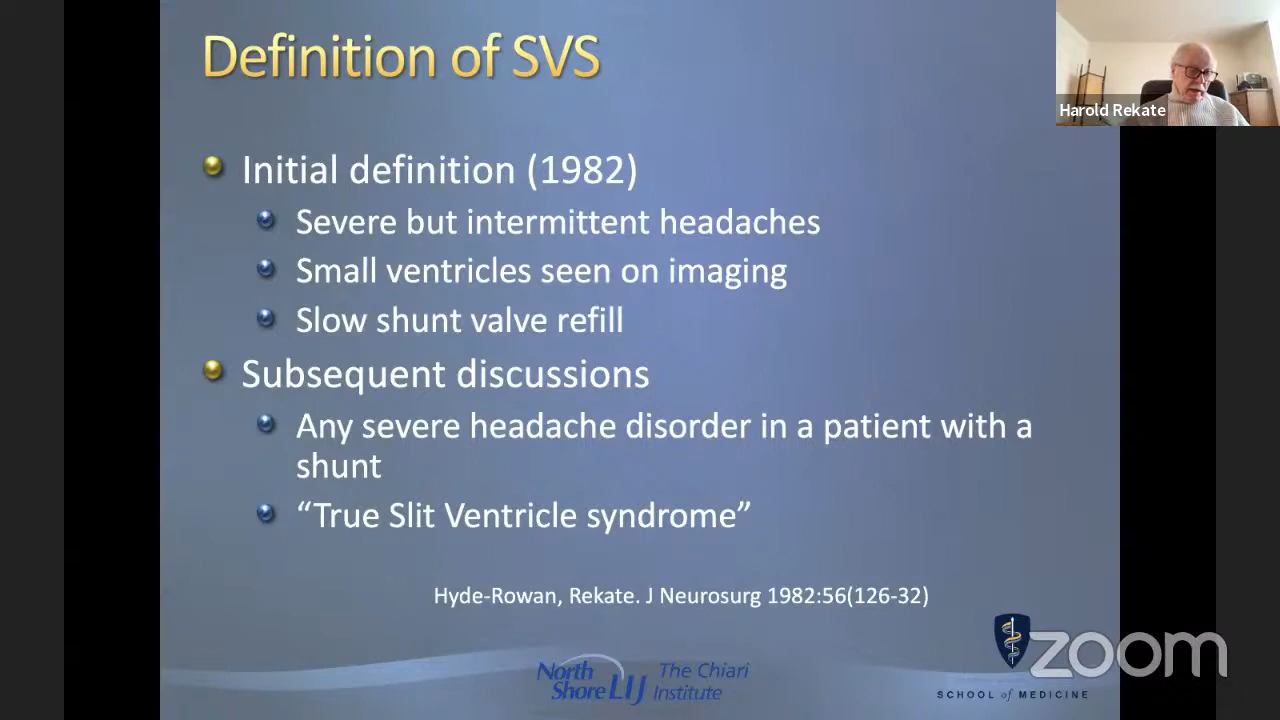 Definition of SVS
Harold Rekate
Initial definition (1982)
Severe but intermittent headaches
Small ventricles seen on imaging
Slow shunt valve refill
Subsequent discussions
Any severe headache disorder in a patient with a
shunt
“True Slit Ventricle syndrome”
Hyde-Rowan, Rekate. J Neurosurg 1982:56(126-32)
North
Shore LIJ
The Chiari
Institute
zoom
SCHOOL of MEDICINE